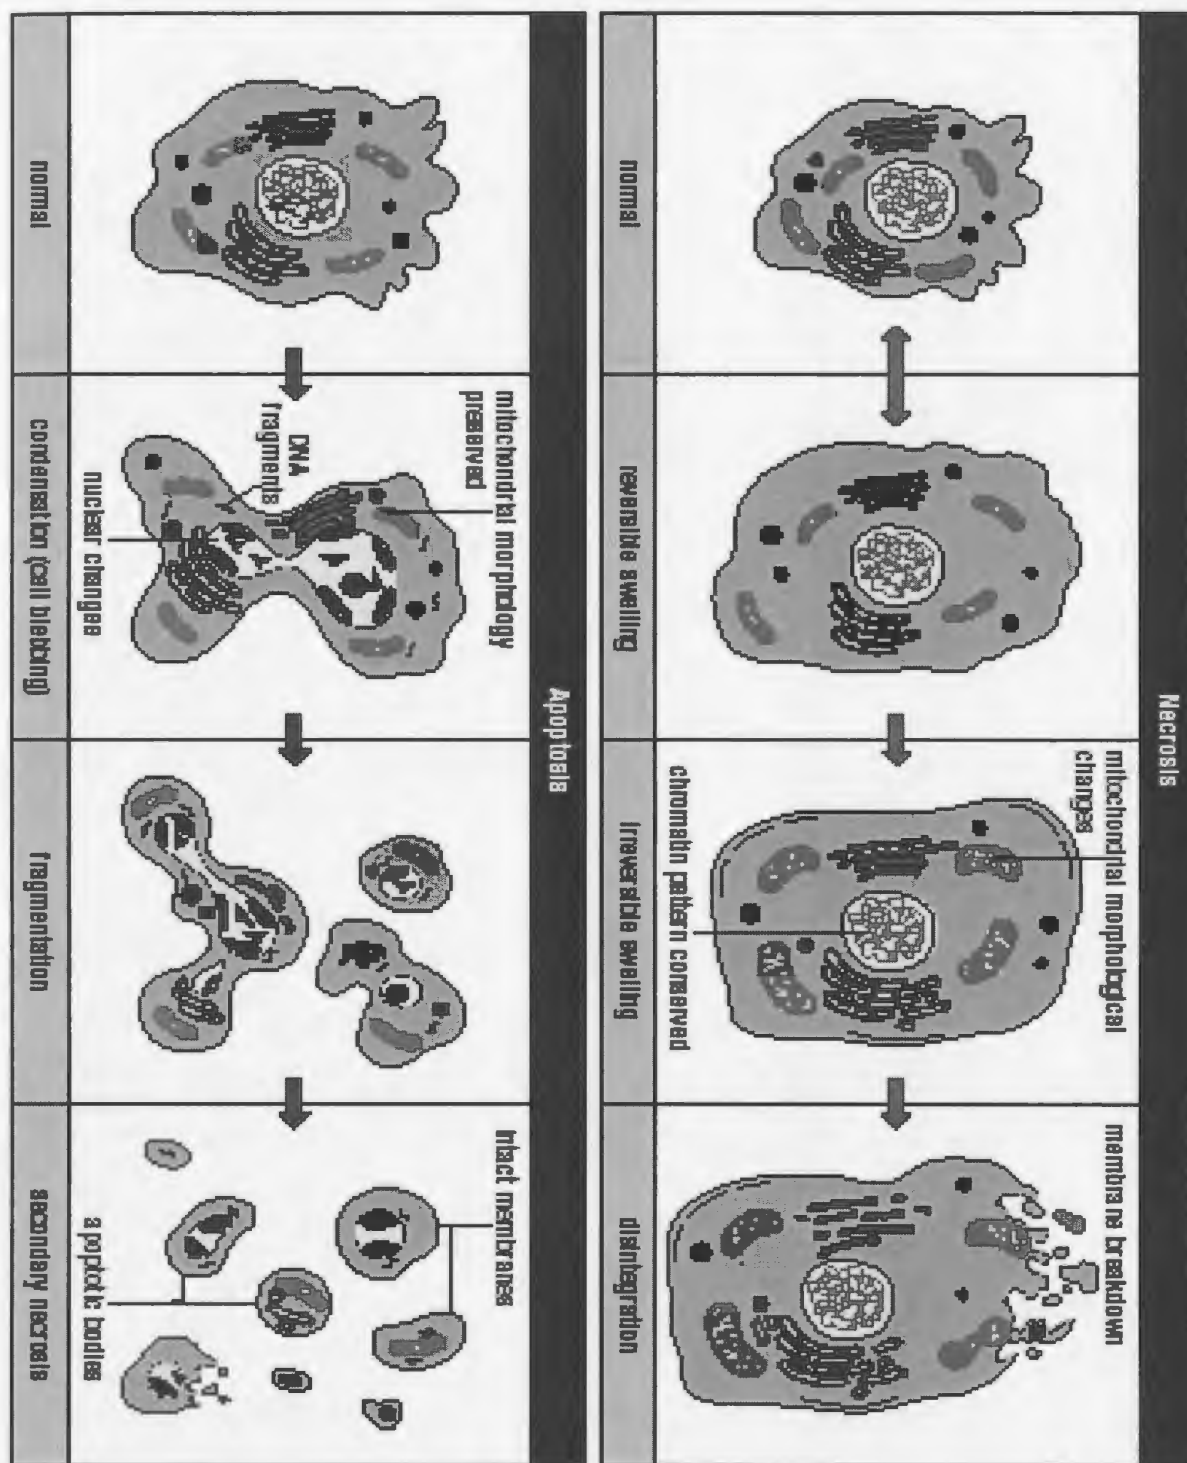 Necrosis
mitochondrial morphological
changes
membrane breakdown
chromatin pattern conserved
normal
reversible swelling
irreversible swelling
disintegration
Apoptosis
mitochondrial morphology
preserved
intact membranes
DNA
fragments
nuclear changes
apoptotic bodies
normal
condensation (cell blebbing)
fragmentation
secondary necrosis